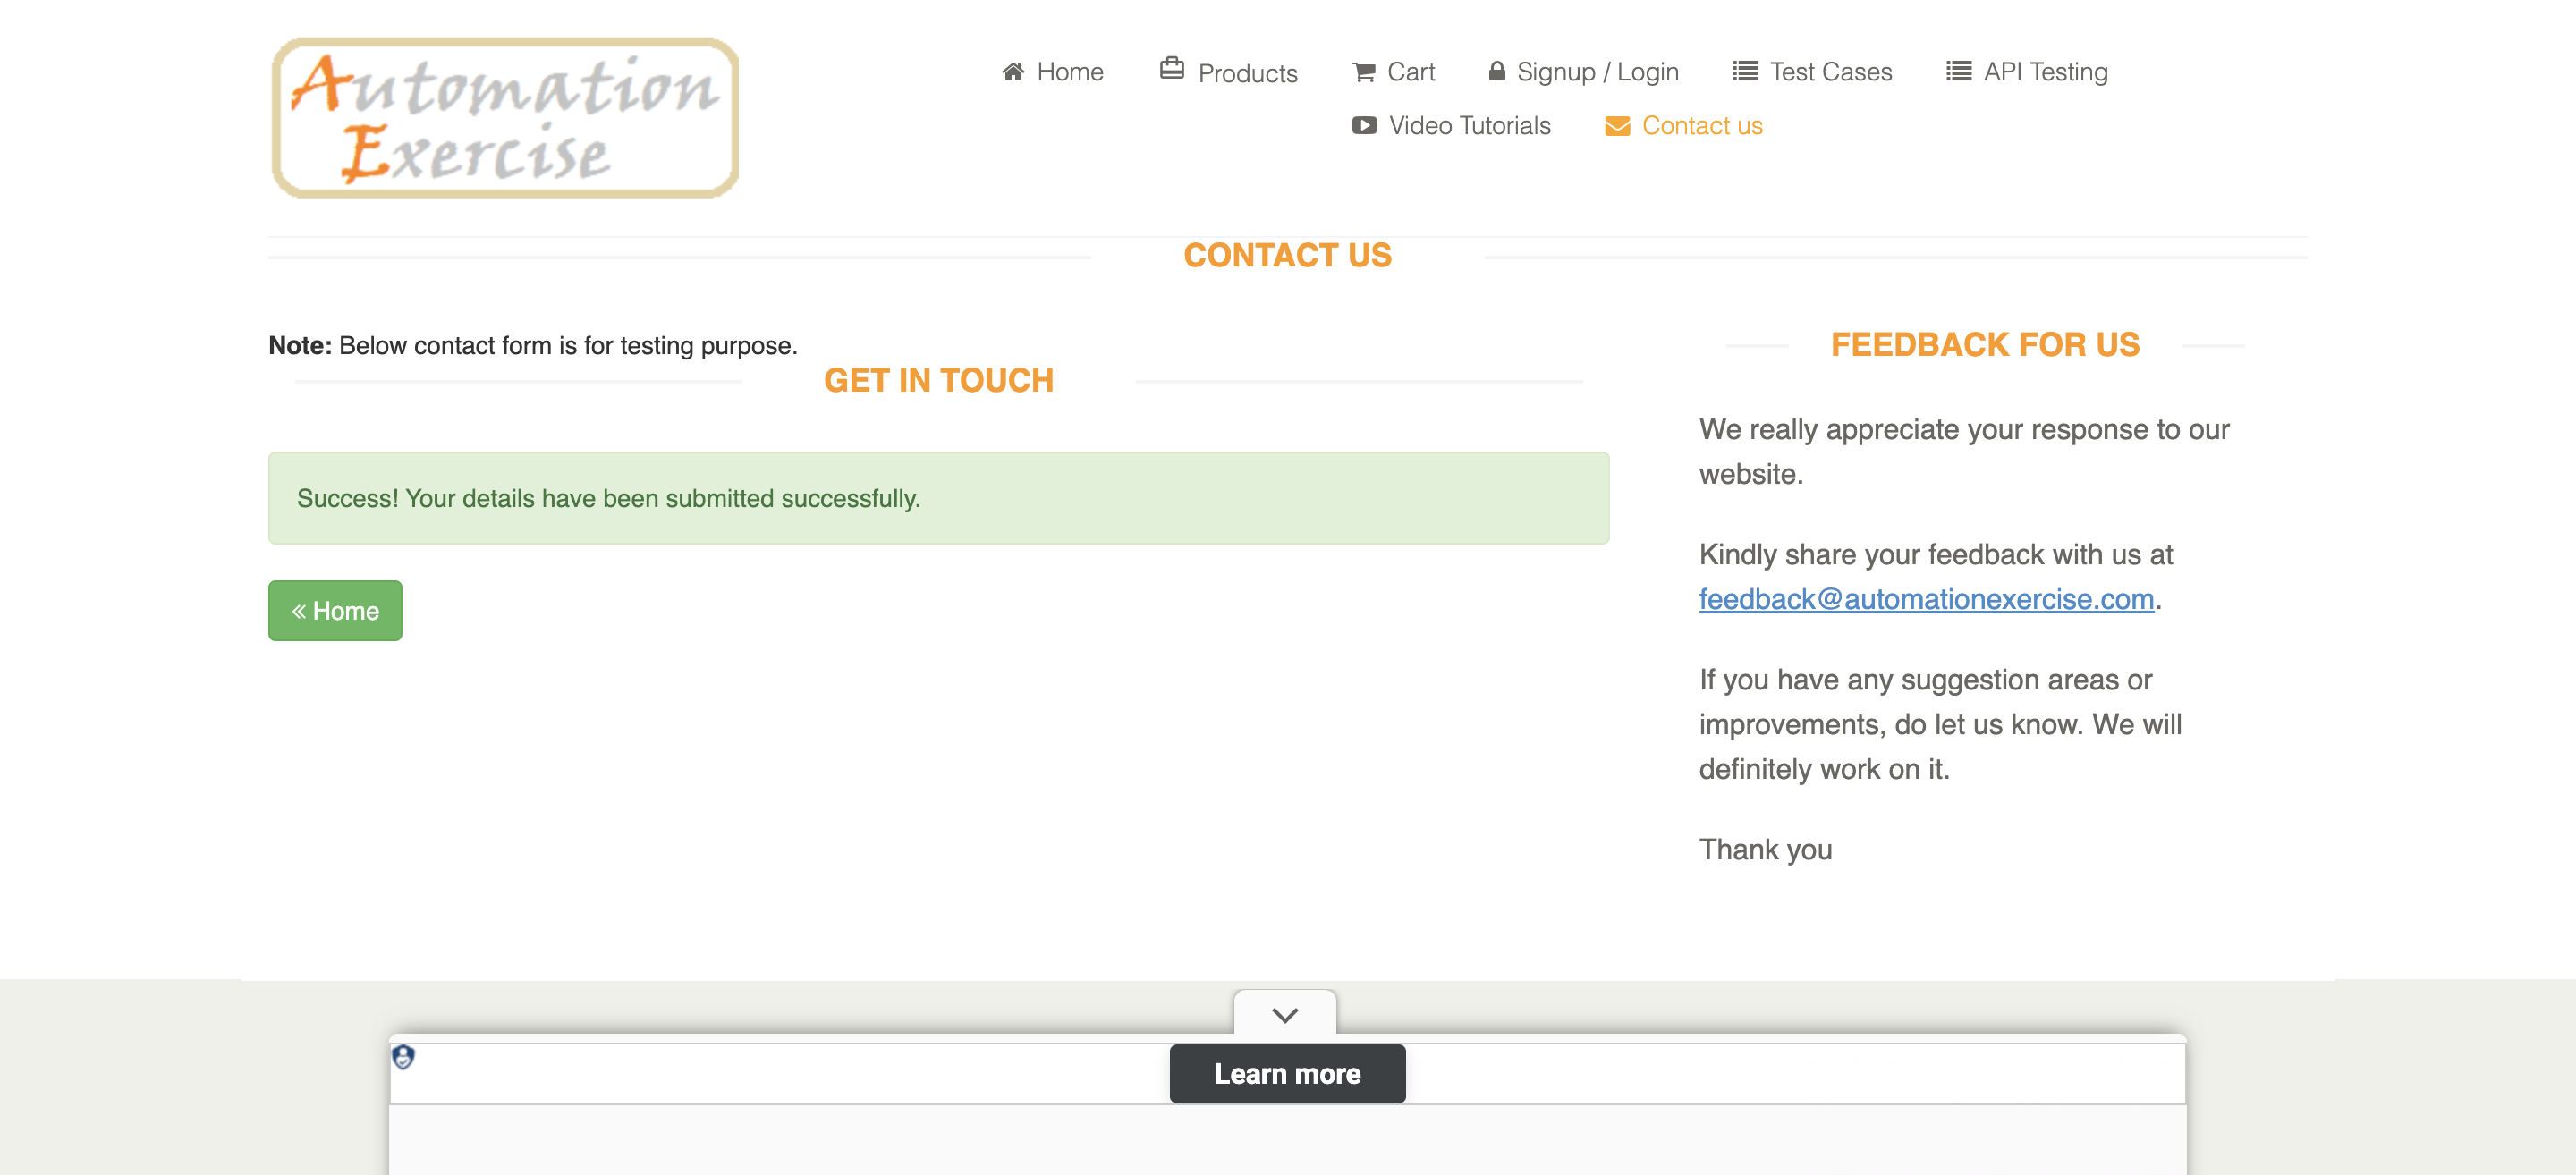 Automation
Exercise
Home
Products
Cart
Signup / Login
Test Cases
API Testing
Video Tutorials
Contact us
CONTACT US
Note: Below contact form is for testing purpose.
GET IN TOUCH
Success! Your details have been submitted successfully.
« Home
FEEDBACK FOR US
We really appreciate your response to our
website.
Kindly share your feedback with us at
feedback@automationexercise.com.
If you have any suggestion areas or
improvements, do let us know. We will
definitely work on it.
Thank you
Learn more